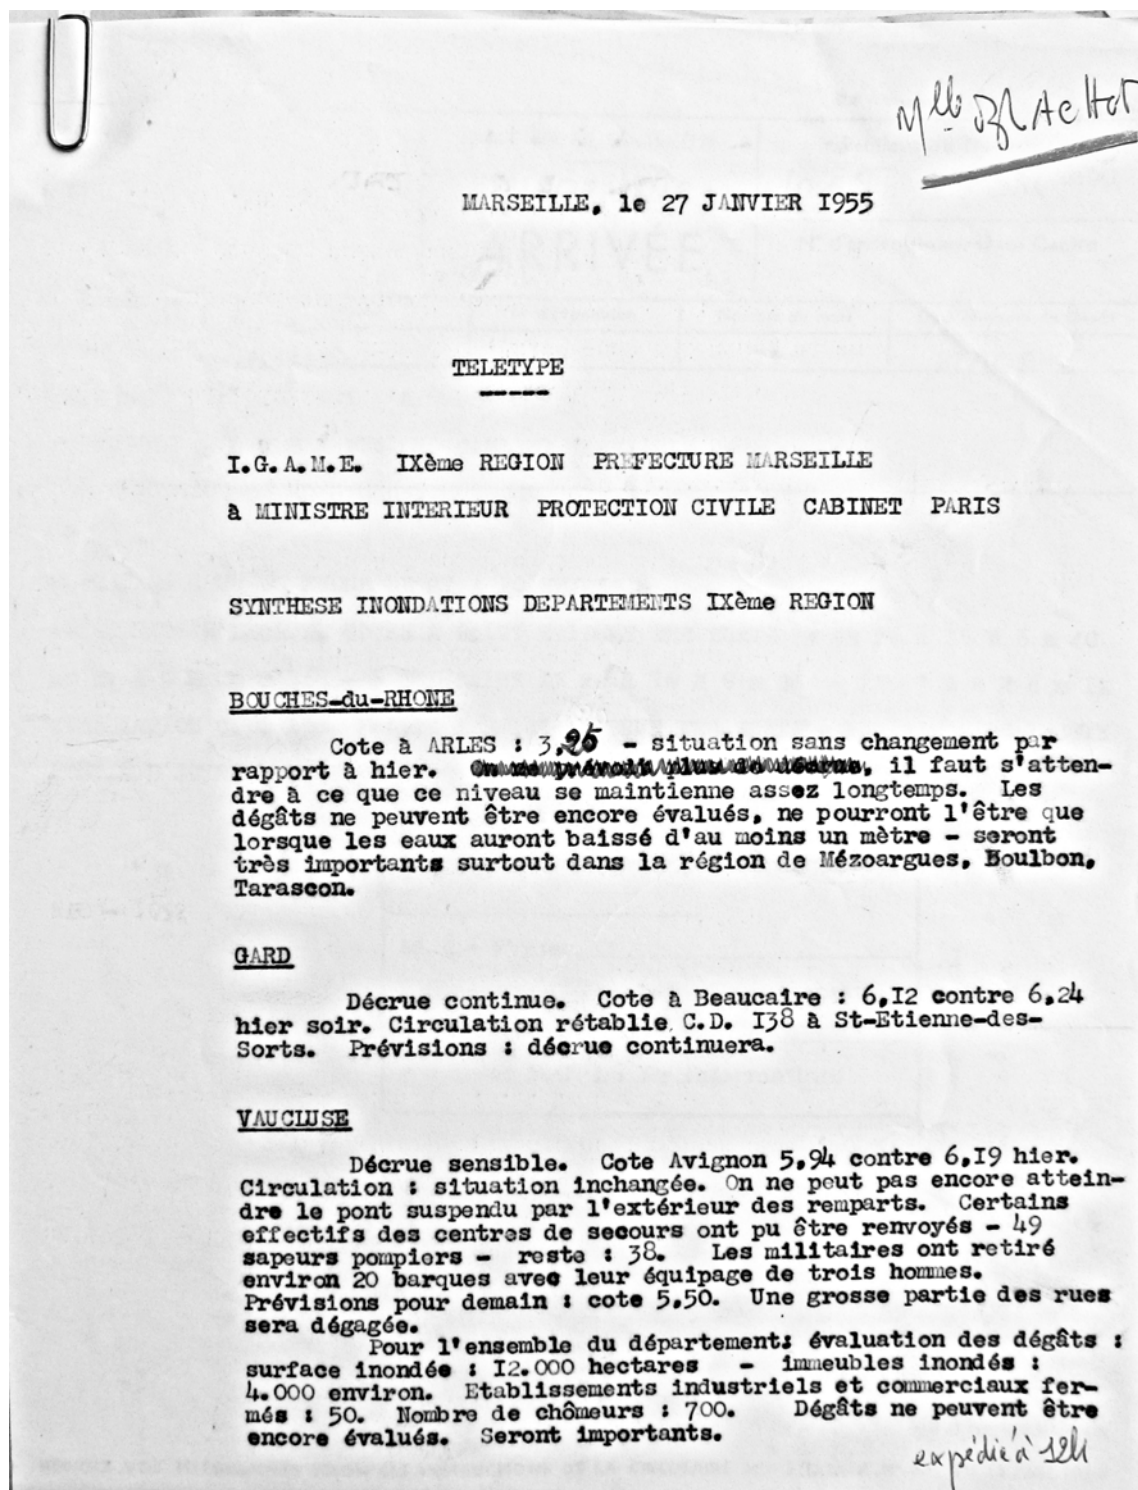 Mlle
MARSEILLE, le 27 JANVIER I955
TELETYPE
I.G.A.M.E. IXème REGION PREFECTURE MARSEILLE
à MINISTRE INTERIEUR PROTECTION CIVILE CABINET PARIS
SYNTHESE INONDATIONS DEPARTEMENTS IXème REGION
BOUCHES-du-RHONE
Cote à ARLES : 3, - situation sans changement par
rapport à hier. On ne prévoit plus de décrue, il faut s'atten-
dre à ce que ce niveau se maintienne assez longtemps. Les
dégâts ne peuvent être encore évalués, ne pourront l'être que
lorsque les eaux auront baissé d'au moins un mètre - seront
très importants surtout dans la région de Mézoargues, Boulbon,
Tarascon.
GARD
Décrue continue. Cote à Beaucaire : 6,I2 contre 6,24
hier soir. Circulation rétablie C.D. I38 à St-Etienne-des-
Sorts. Prévisions : décrue continuera.
VAUCLUSE
Décrue sensible. Cote Avignon 5,94 contre 6,I9 hier.
Circulation : situation inchangée. On ne peut pas encore attein-
dre le pont suspendu par l'extérieur des remparts. Certains
effectifs des centres de secours ont pu être renvoyés - 49
sapeurs pompiers - reste : 38. Les militaires ont retiré
environ 20 barques avec leur équipage de trois hommes.
Prévisions pour demain : cote 5,50. Une grosse partie des rues
sera dégagée.
Pour l'ensemble du département: évaluation des dégâts :
surface inondée : I2.000 hectares - immeubles inondés :
4.000 environ. Etablissements industriels et commerciaux fer-
més : 50. Nombre de chômeurs : 700. Dégâts ne peuvent être
encore évalués. Seront importants.
expédié à 12h